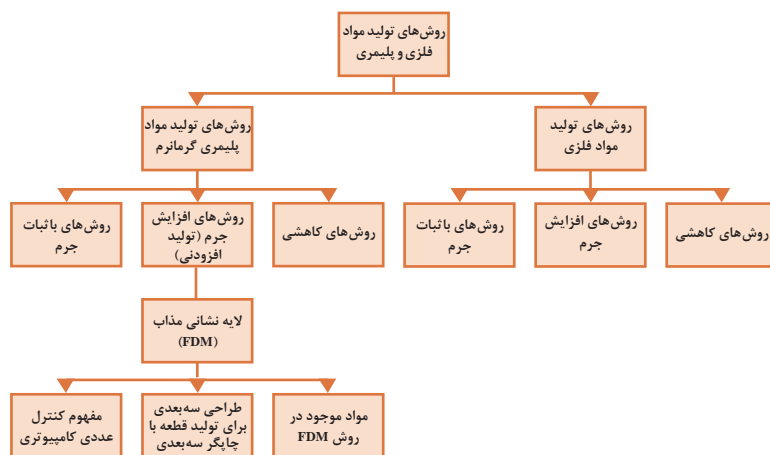 روش‌های تولید مواد
فلزی و پلیمری
روش‌های تولید
مواد فلزی
روش‌های تولید مواد
پلیمری گرمانرم
روش‌های کاهشی
روش‌های افزایش
جرم
روش‌های باثبات
جرم
روش‌های کاهشی
روش‌های افزایش
جرم (تولید
افزودنی)
روش‌های باثبات
جرم
لایه نشانی مذاب
(FDM)
مواد موجود در
روش FDM
طراحی سه‌بعدی
برای تولید قطعه با
چاپگر سه‌بعدی
مفهوم کنترل
عددی کامپیوتری